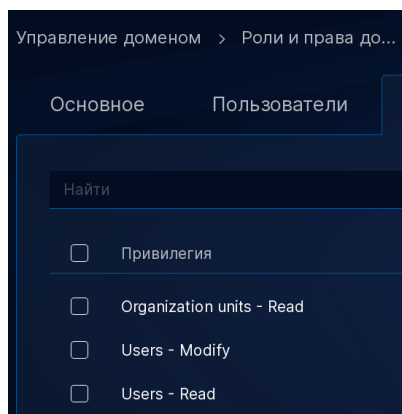 Управление доменом > Роли и права до...
Основное Пользователи
Найти
Привилегия
Organization units - Read
Users - Modify
Users - Read